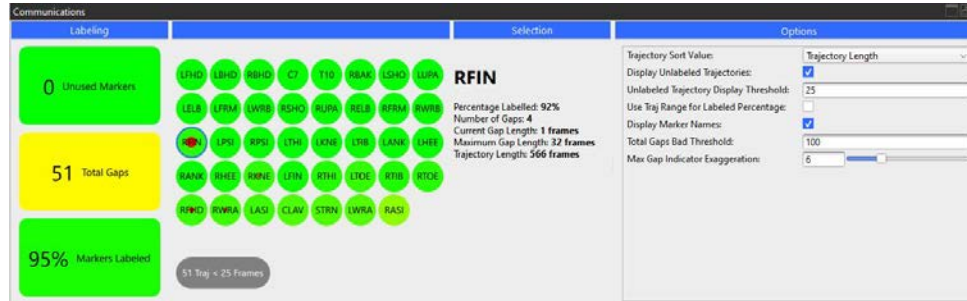 Communications
Labeling
Selection
Options
0 Unused Markers
51 Total Gaps
95% Markers Labeled
LFHD LBHD RBHD C7 T10 RBAK LSHO LUPA
LELB LFRM LWRB RSHO RUPA RELB RFRM RWRB
RFIN LPSI RPSI LTHI LKNE LTIB LANK LHEE
RANK RHEE RKNE LFIN RTHI LTOE RTIB RTOE
RFHD RWRA LASI CLAV STRN LWRA RASI
51 Traj < 25 Frames
RFIN
Percentage Labelled: 92%
Number of Gaps: 4
Current Gap Length: 1 frames
Maximum Gap Length: 32 frames
Trajectory Length: 566 frames
Trajectory Sort Value: Trajectory Length
Display Unlabeled Trajectories:
Unlabeled Trajectory Display Threshold: 25
Use Traj Range for Labeled Percentage:
Display Marker Names:
Total Gaps Bad Threshold: 100
Max Gap Indicator Exaggeration: 6